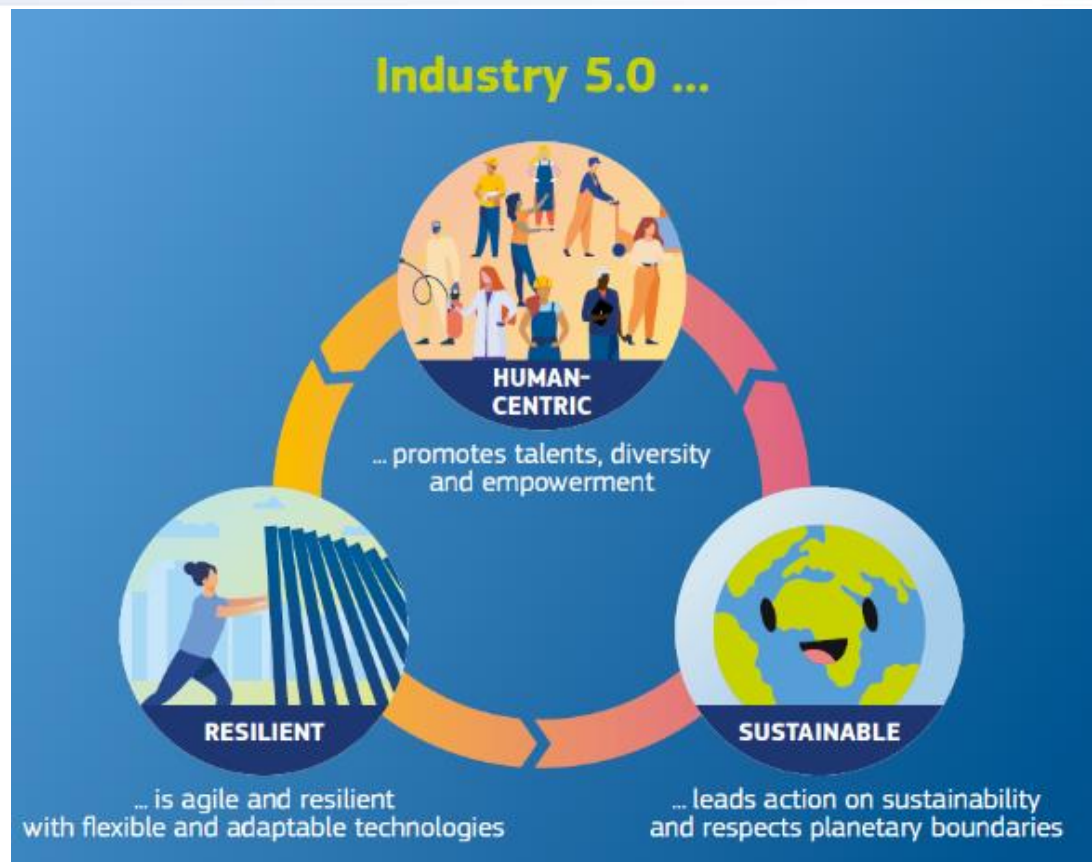 Industry 5.0 ...
HUMAN-
CENTRIC
... promotes talents, diversity
and empowerment
RESILIENT
... is agile and resilient
with flexible and adaptable technologies
SUSTAINABLE
... leads action on sustainability
and respects planetary boundaries